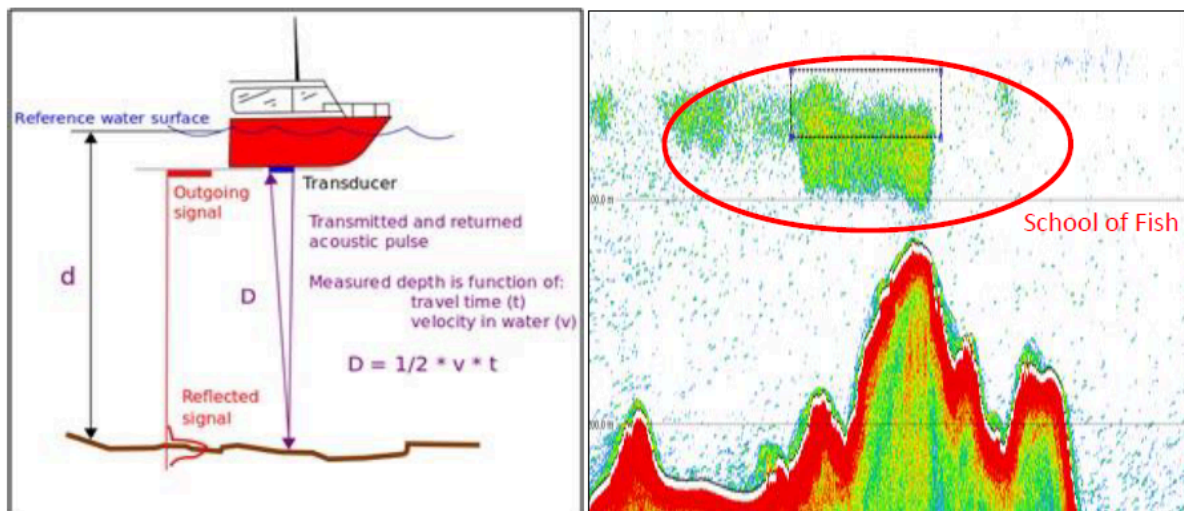 Reference water surface
Outgoing
signal
Transducer
Transmitted and returned
acoustic pulse
d
D
Measured depth is function of:
travel time (t)
velocity in water (v)
D = 1/2 * v * t
Reflected
signal
School of Fish